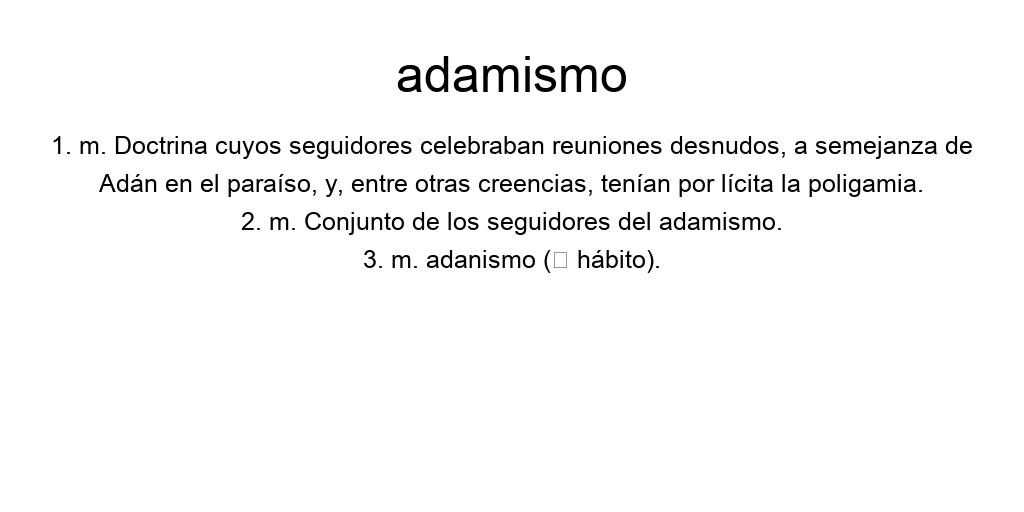 adamismo
1. m. Doctrina cuyos seguidores celebraban reuniones desnudos, a semejanza de
Adán en el paraíso, y, entre otras creencias, tenían por lícita la poligamia.
2. m. Conjunto de los seguidores del adamismo.
3. m. adanismo (□ hábito).